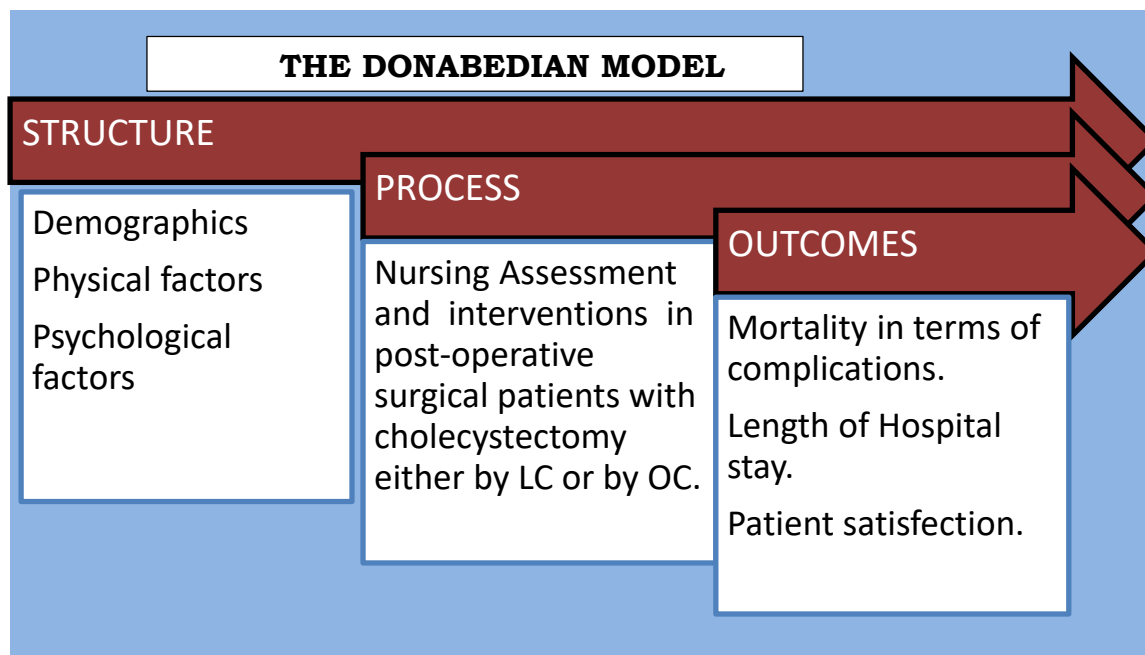 THE DONABEDIAN MODEL
STRUCTURE
Demographics
Physical factors
Psychological
factors
PROCESS
Nursing Assessment
and interventions in
post-operative
surgical patients with
cholecystectomy
either by LC or by OC.
OUTCOMES
Mortality in terms of
complications.
Length of Hospital
stay.
Patient satisfaction.